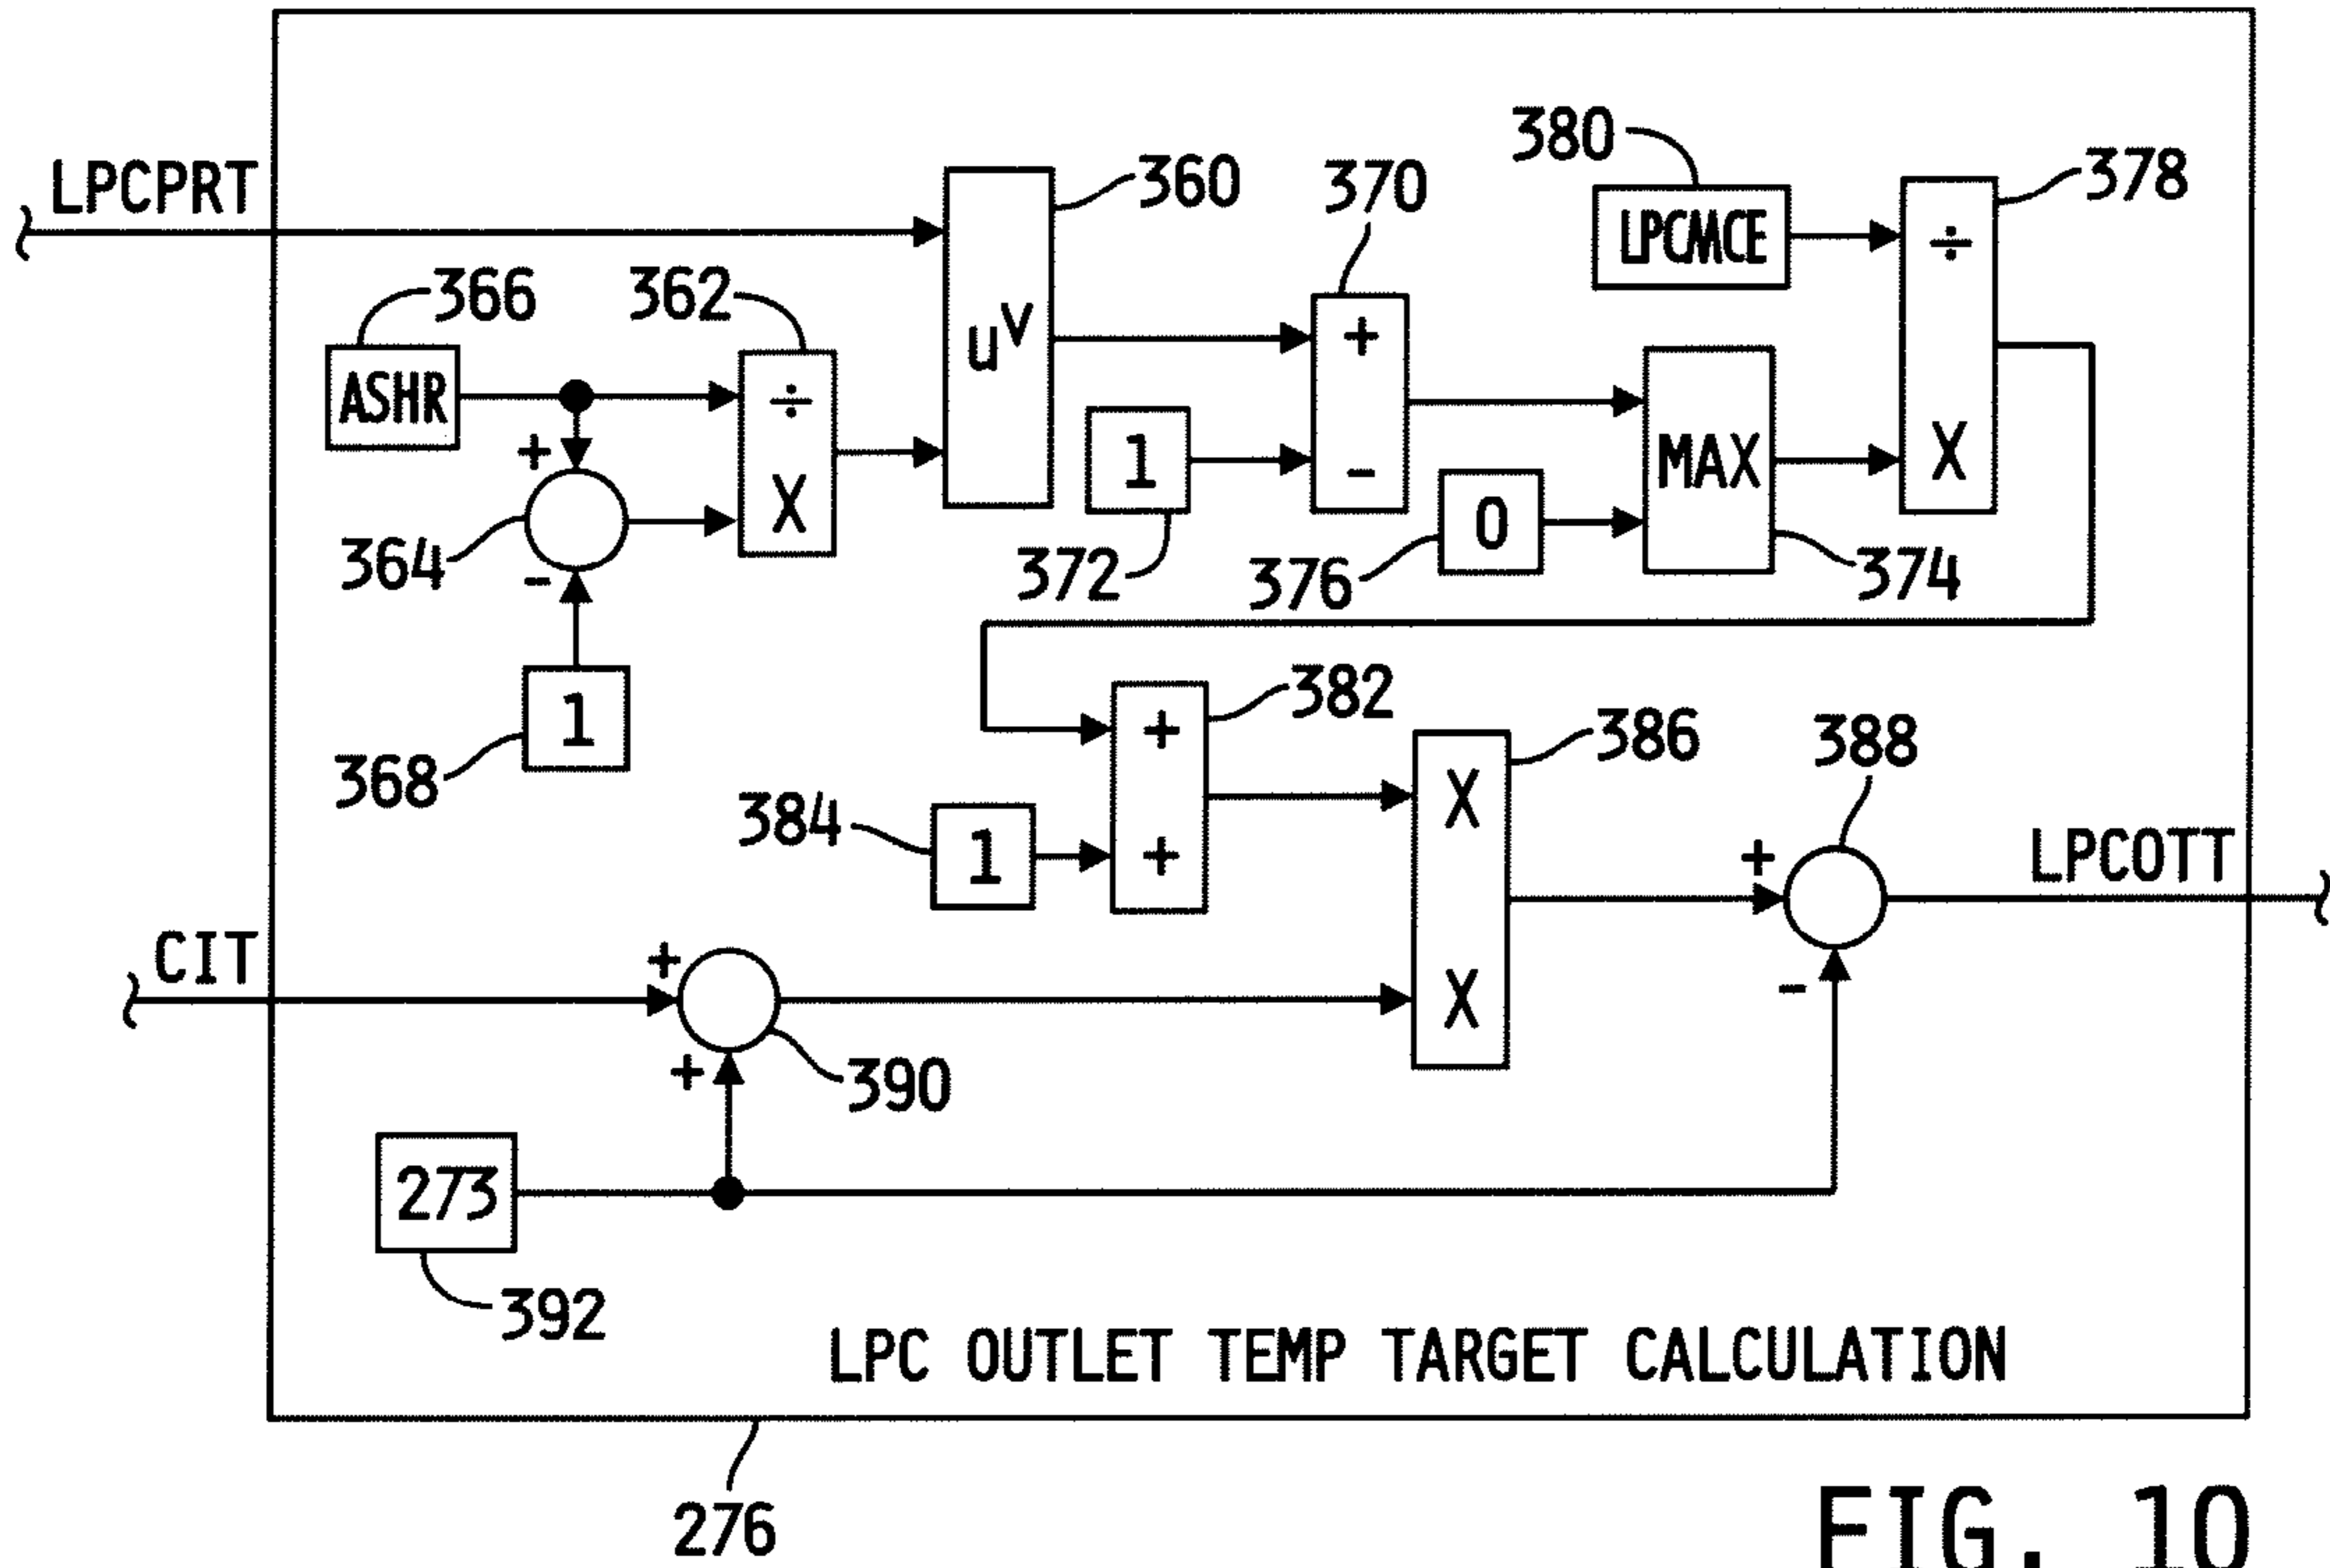 LPCPRT
366
ASHR
362
÷
X
+
364
-
1
368
360
u^v
370
+
-
1
372
0
376
MAX
374
380
LPCMCE
378
÷
X
382
+
+
384
1
386
X
X
388
+
-
LPCOTT
CIT
+
+
390
273
392
LPC OUTLET TEMP TARGET CALCULATION
276
FIG. 10